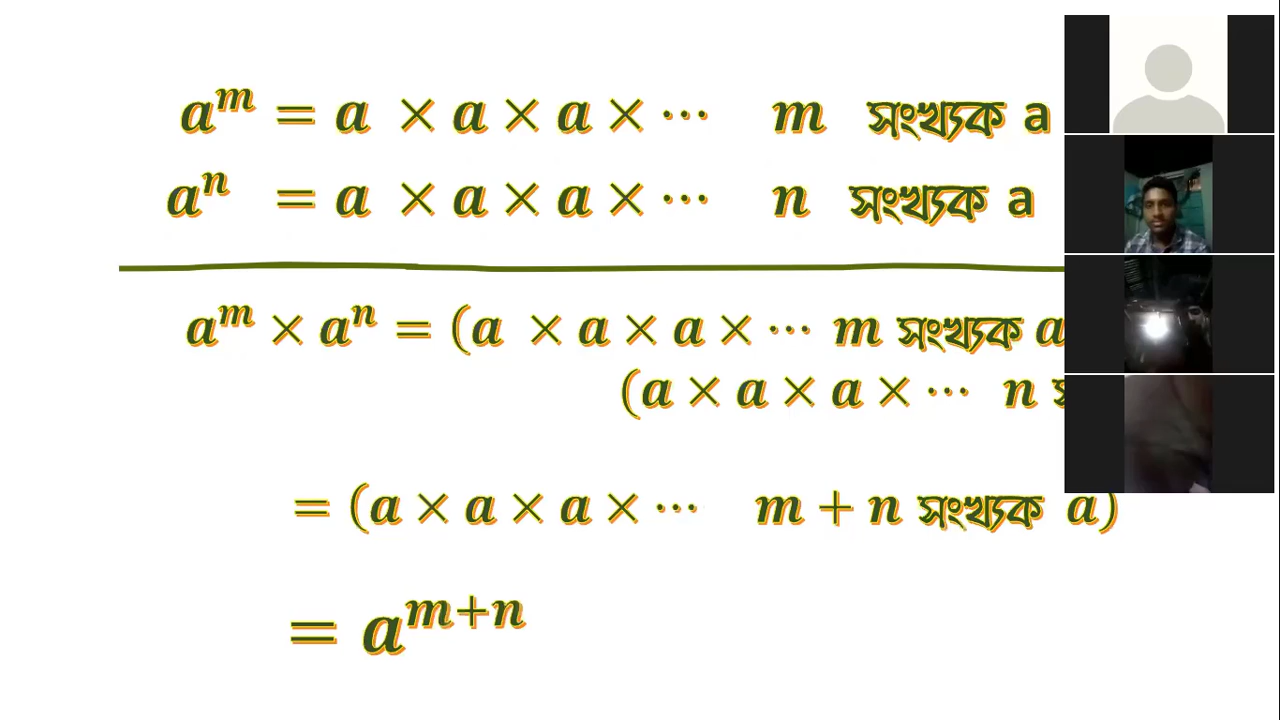 aᵐ = a × a × a × ⋯ m সংখ্যক a
aⁿ = a × a × a × ⋯ n সংখ্যক a
aᵐ × aⁿ = (a × a × a × ⋯ m সংখ্যক a
(a × a × a × ⋯ n
= (a × a × a × ⋯ m + n সংখ্যক a)
= aᵐ⁺ⁿ